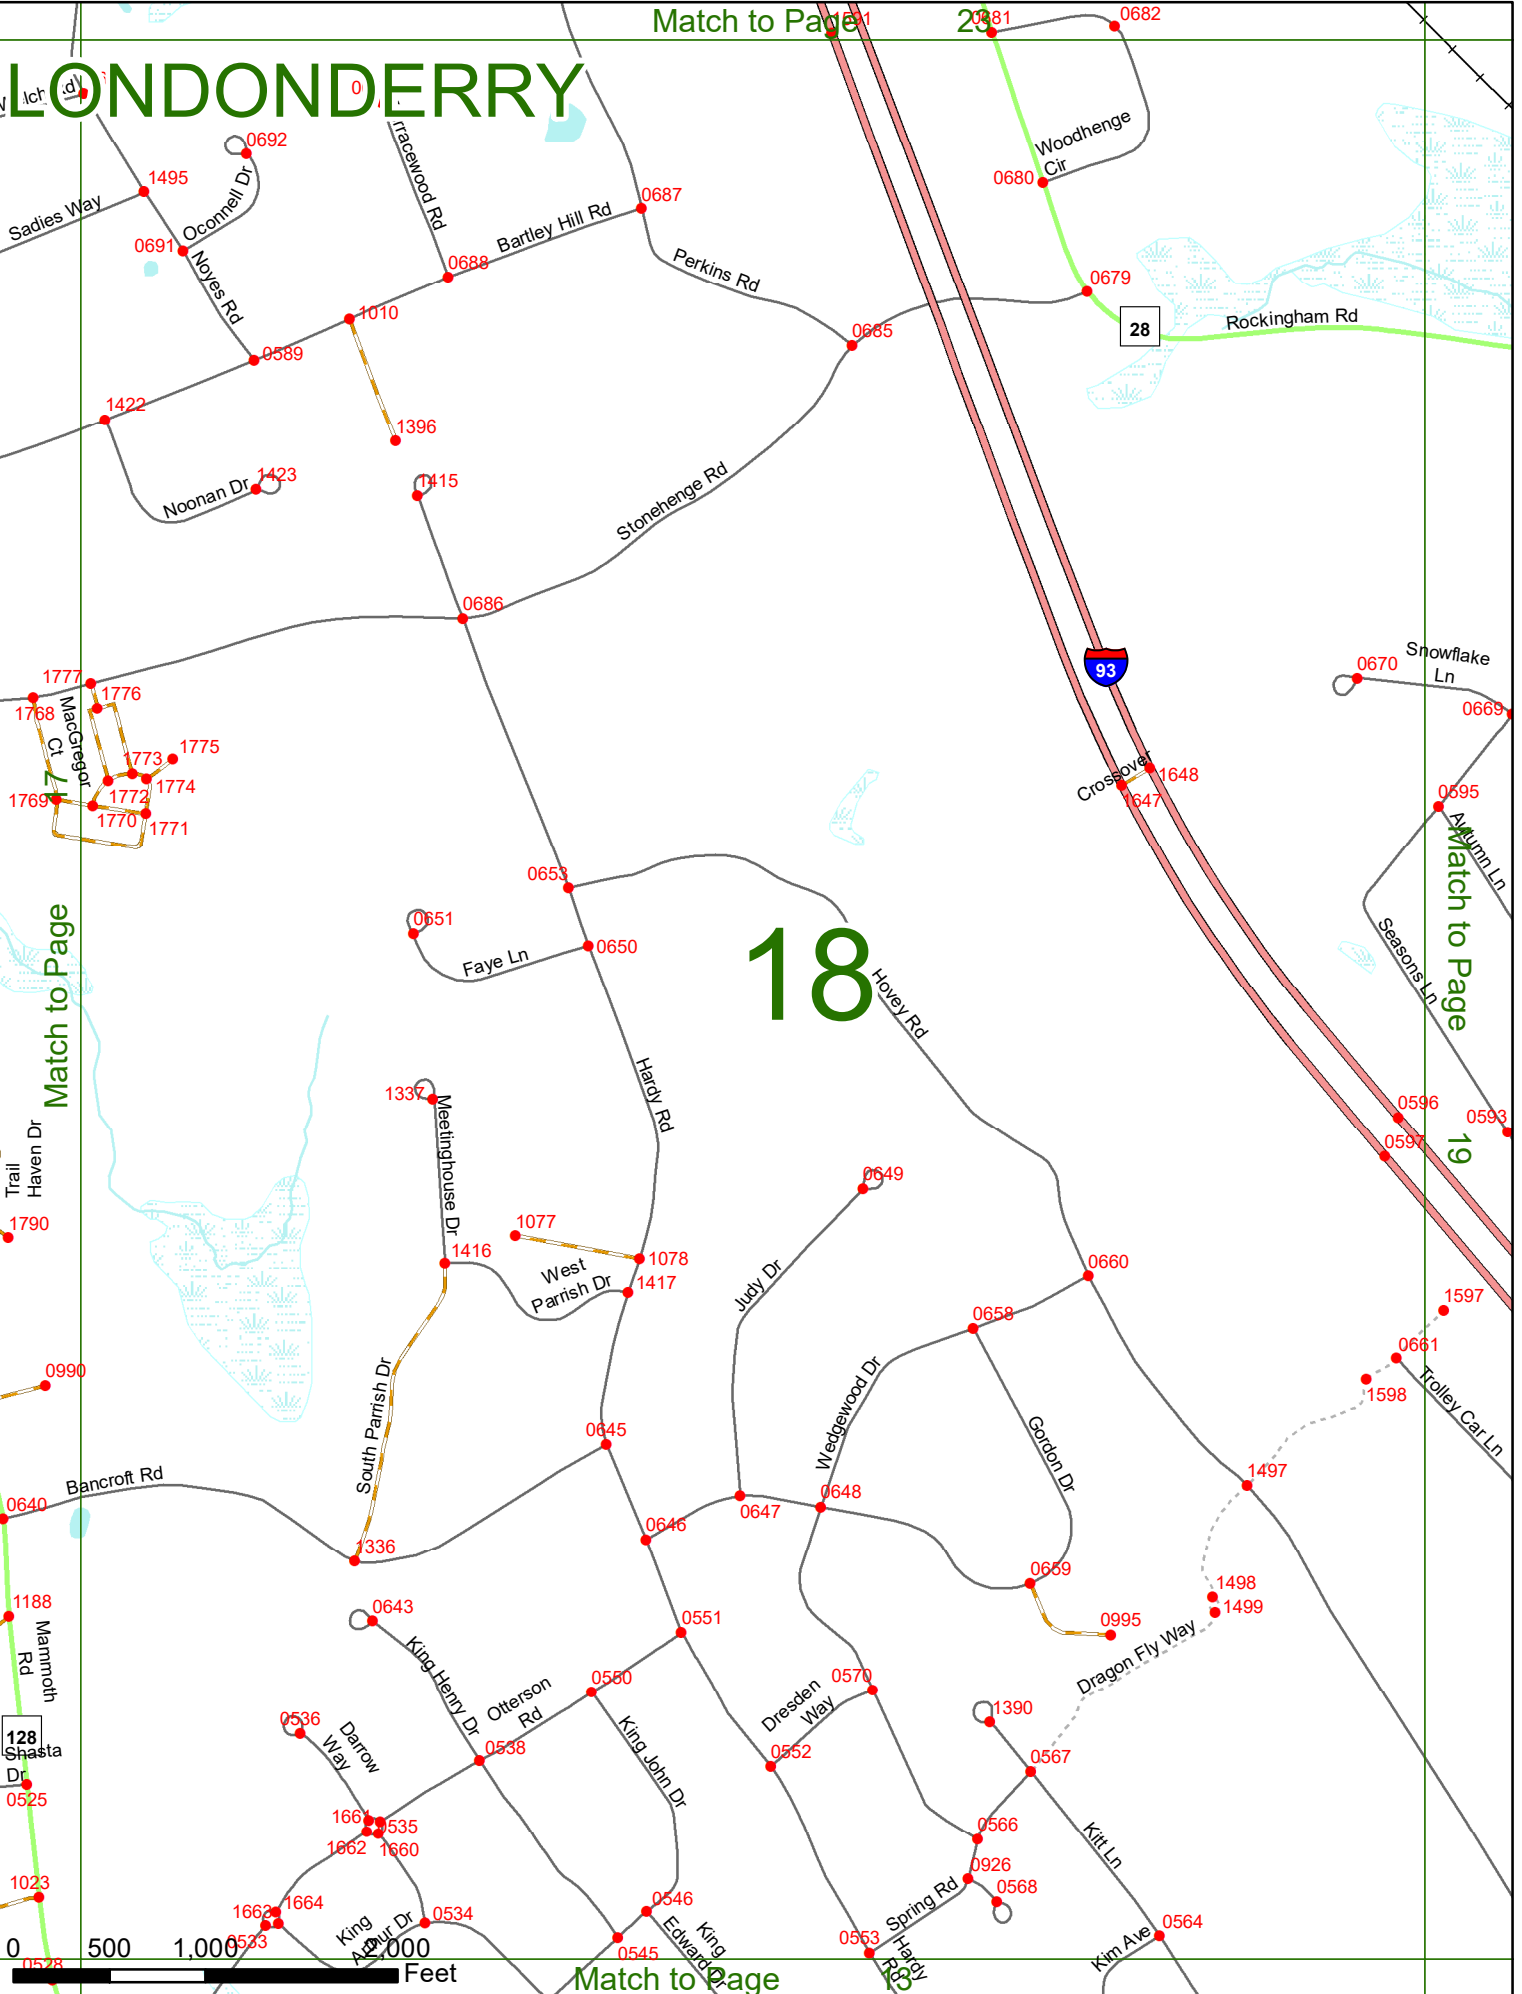 Match to Page 23
1591
0681
0682
LONDONDERRY
Woodhenge
Cir
0680
0692
1495
Oconnell Dr
Sadies Way
0691
Noyes Rd
0687
Bartley Hill Rd
0688
Perkins Rd
0679
1010
28
Rockingham Rd
0685
0589
1422
1396
1423
Noonan Dr
1415
Stonehenge Rd
0686
93
Snowflake
Ln
0670
0669
1777
1776
1768
MacGregor
Ct
1773
1775
1774
1772
1769
1770
1771
17
Match to Page
Crossover
1648
1647
0595
Autumn Ln
Match to Page
19
Seasons Ln
0653
0651
0650
Faye Ln
18
Hovey Rd
Hardy Rd
1337
Meetinghouse Dr
0596
0593
0597
Trail
Haven Dr
1790
0649
1077
1416
1078
West
Parrish Dr
1417
Judy Dr
0660
0658
1597
0661
1598
Trolley Car Ln
0990
South Parrish Dr
Wedgewood Dr
Gordon Dr
0645
Bancroft Rd
0640
1497
0647
0648
0646
1336
0659
1498
1499
0995
1188
Mammoth
Rd
0643
King Henry Dr
0551
Dragon Fly Way
0550
Otterson
Rd
0570
Dresden
Way
1390
0536
Darrow
Way
128
Shasta
Dr
0525
0538
King John Dr
0552
0567
1661
0535
1662
1660
0566
Kitt Ln
1023
0926
0568
1664
1663
0533
King
Arthur Dr
0534
0546
0545
King
Edward Dr
Spring Rd
0553
Hardy
Rd
0564
Kim Ave
0528
0 500 1,000 2,000
Feet
Match to Page 13